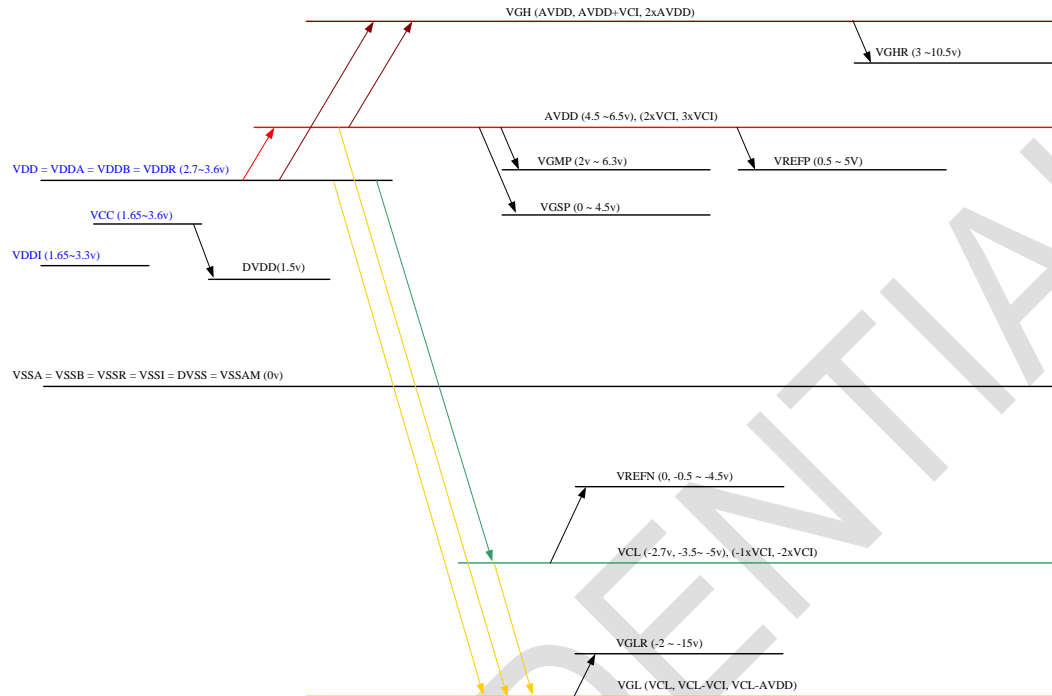 VGH (AVDD, AVDD+VCI, 2xAVDD)
VGHR (3 ~10.5v)
AVDD (4.5 ~6.5v), (2xVCI, 3xVCI)
VDD = VDDA = VDDB = VDDR (2.7~3.6v)
VGMP (2v ~ 6.3v)
VREFP (0.5 ~ 5V)
VCC (1.65~3.6v)
VGSP (0 ~ 4.5v)
VDDI (1.65~3.3v)
DVDD(1.5v)
VSSA = VSSB = VSSR = VSSI = DVSS = VSSAM (0v)
VREFN (0, -0.5 ~ -4.5v)
VCL (-2.7v, -3.5~ -5v), (-1xVCI, -2xVCI)
VGLR (-2 ~ -15v)
VGL (VCL, VCL-VCI, VCL-AVDD)
DENTIA